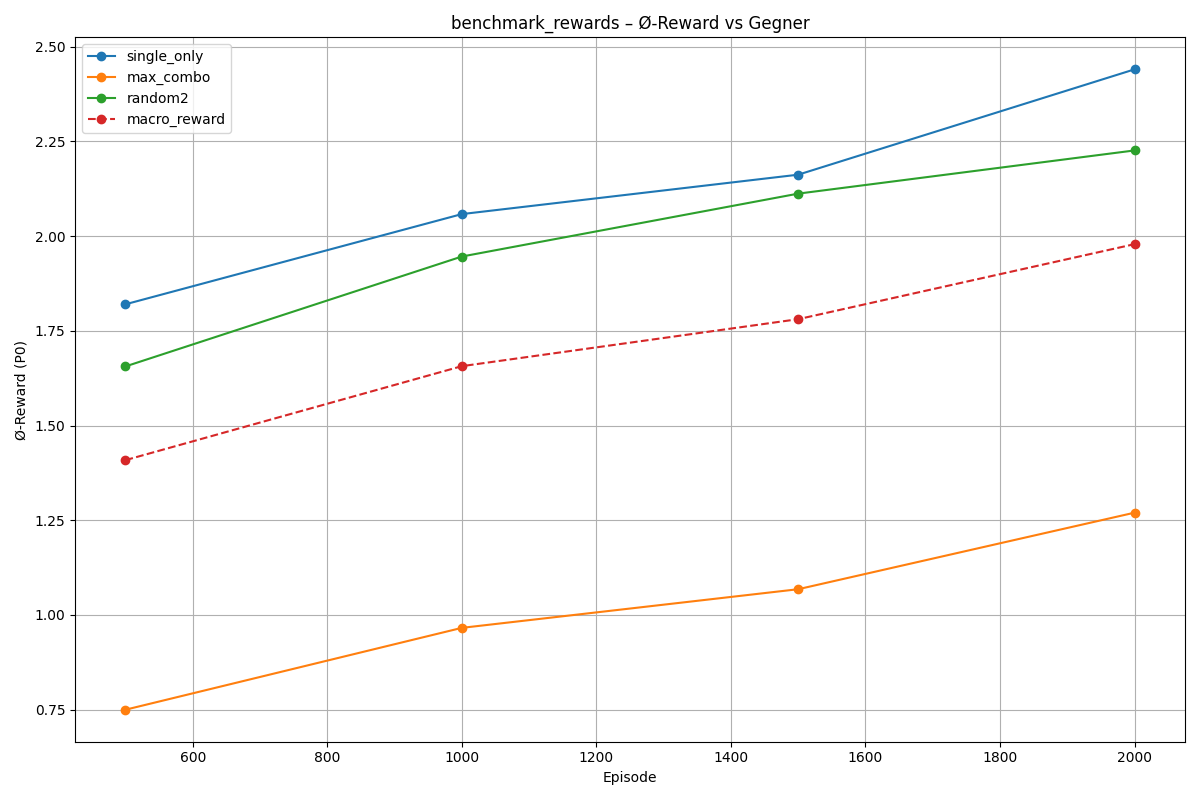 benchmark_rewards – Ø-Reward vs Gegner
single_only
max_combo
random2
macro_reward
Ø-Reward (P0)
2.50
2.25
2.00
1.75
1.50
1.25
1.00
0.75
600 800 1000 1200 1400 1600 1800 2000
Episode